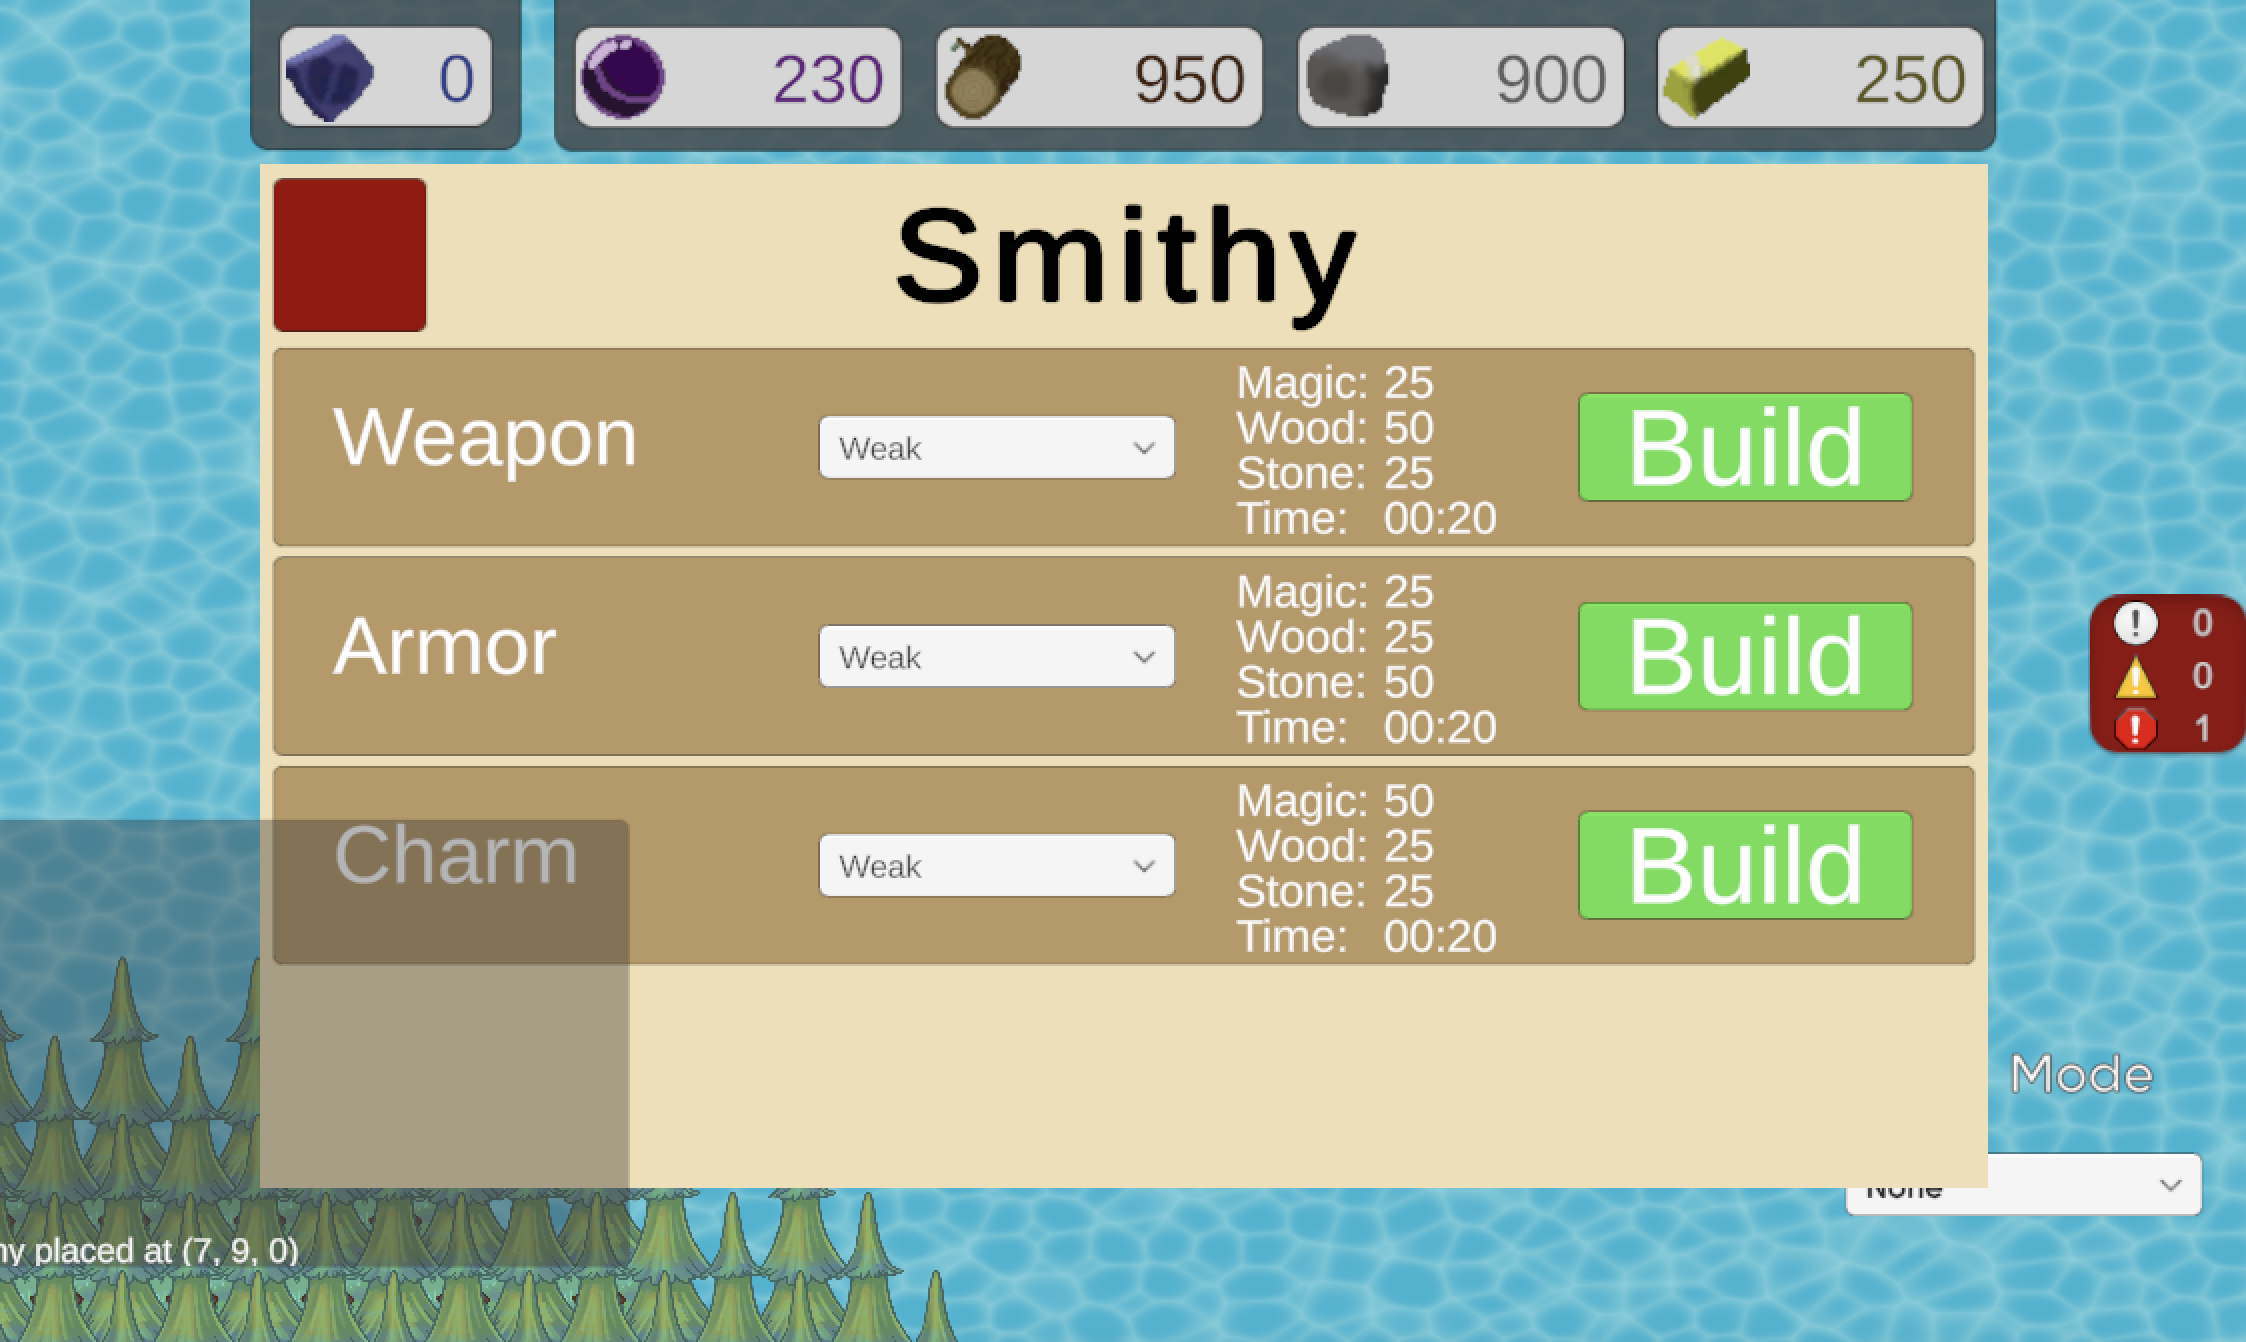 0 230 950 900 250
Smithy
Weapon
Weak
Magic: 25
Wood: 50
Stone: 25
Time: 00:20
Build
Armor
Weak
Magic: 25
Wood: 25
Stone: 50
Time: 00:20
Build
Charm
Weak
Magic: 50
Wood: 25
Stone: 25
Time: 00:20
Build
! 0
! 0
! 1
Mode
None
placed at (7, 9, 0)